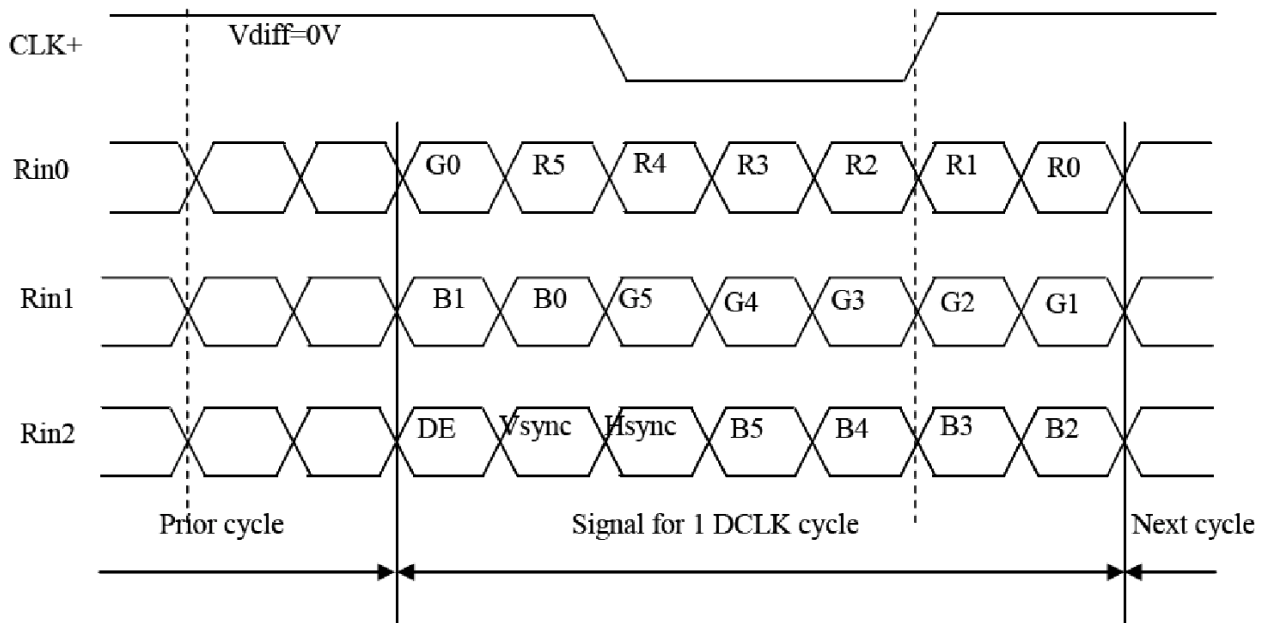 CLK+ Vdiff=0V
Rin0 G0 R5 R4 R3 R2 R1 R0
Rin1 B1 B0 G5 G4 G3 G2 G1
Rin2 DE Vsync Hsync B5 B4 B3 B2
Prior cycle Signal for 1 DCLK cycle Next cycle